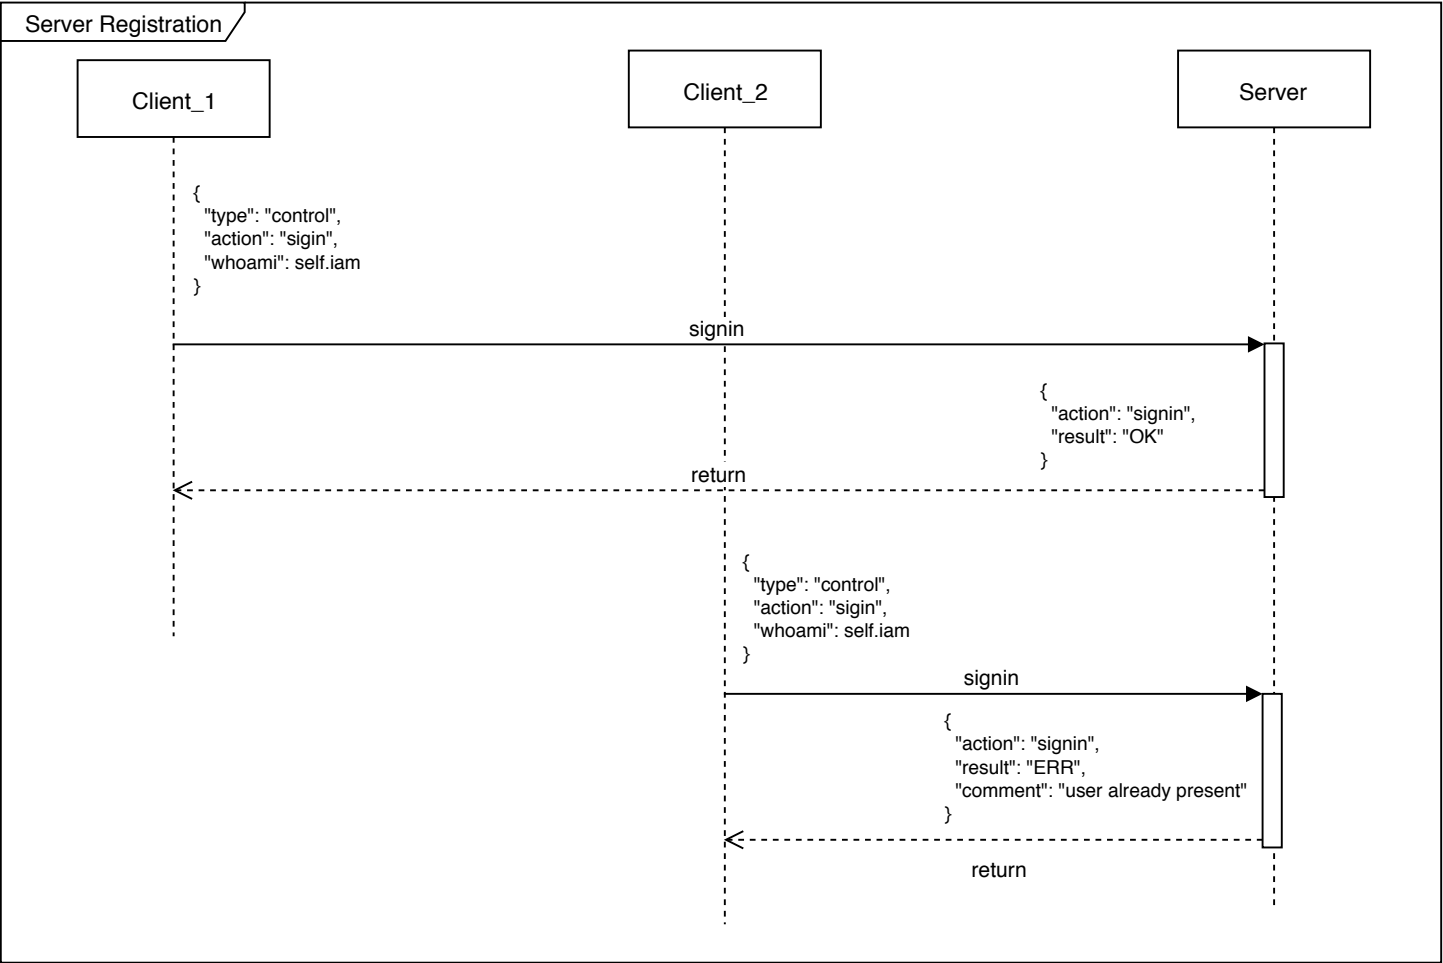 Server Registration
Client_1
Client_2
Server
{
"type": "control",
"action": "sigin",
"whoami": self.iam
}
signin
{
"action": "signin",
"result": "OK"
}
return
{
"type": "control",
"action": "sigin",
"whoami": self.iam
}
signin
{
"action": "signin",
"result": "ERR",
"comment": "user already present"
}
return